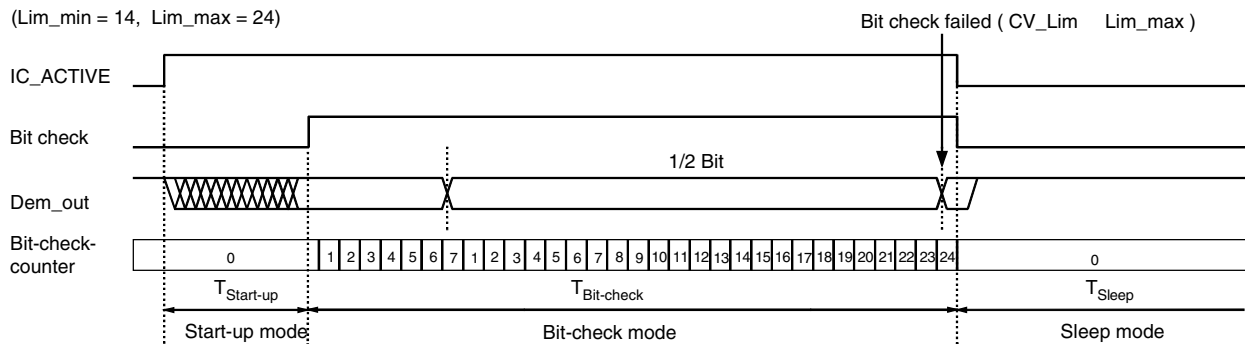 (Lim_min = 14, Lim_max = 24)
Bit check failed ( CV_Lim Lim_max )
IC_ACTIVE
Bit check
1/2 Bit
Dem_out
Bit-check-
counter
0 1 2 3 4 5 6 7 1 2 3 4 5 6 7 8 9 10 11 12 13 14 15 16 17 18 19 20 21 22 23 24 0
TStart-up TBit-check TSleep
Start-up mode Bit-check mode Sleep mode